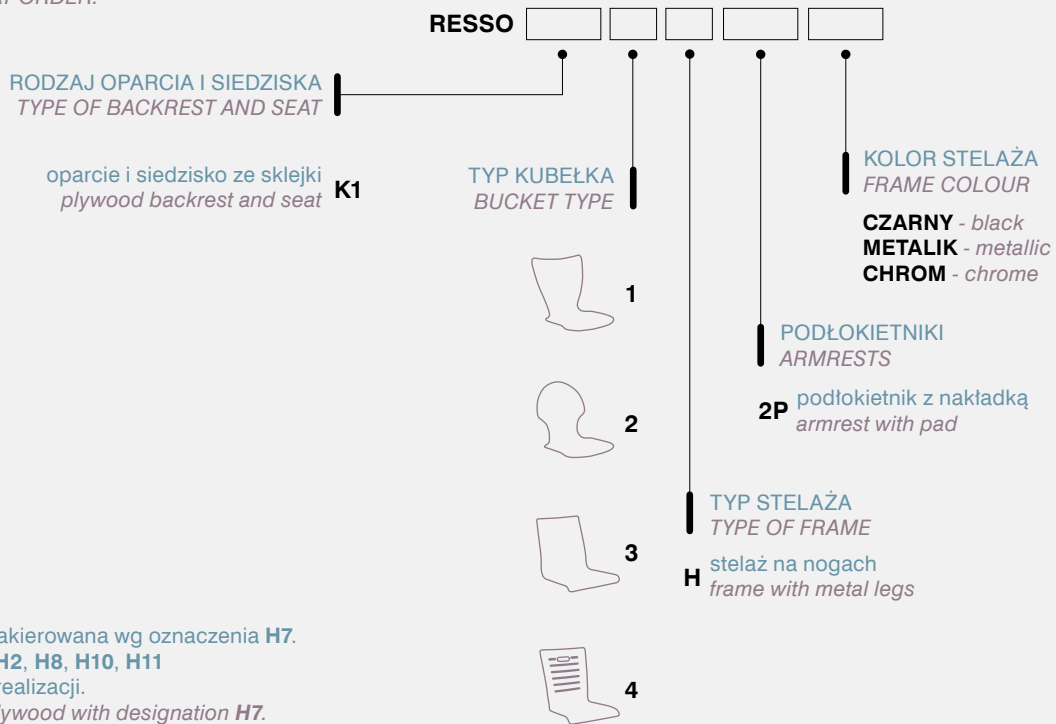 ORDER.
RESSO
RODZAJ OPARCIA I SIEDZISKA
TYPE OF BACKREST AND SEAT
oparcie i siedzisko ze sklejki
plywood backrest and seat
K1
TYP KUBEŁKA
BUCKET TYPE
1
2
3
4
TYP STELAŻA
TYPE OF FRAME
H
stelaż na nogach
frame with metal legs
PODŁOKIETNIKI
ARMRESTS
2P
podłokietnik z nakładką
armrest with pad
KOLOR STELAŻA
FRAME COLOUR
CZARNY - black
METALIK - metallic
CHROM - chrome
akierowana wg oznaczenia H7.
H2, H8, H10, H11
realizacji.
lywood with designation H7.